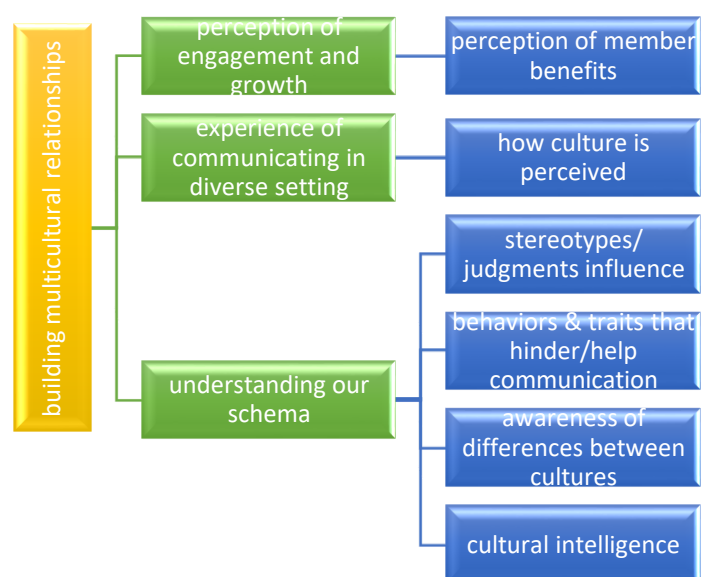 building multicultural relationships
perception of
engagement and
growth
perception of member
benefits
experience of
communicating in
diverse setting
how culture is
perceived
understanding our
schema
stereotypes/
judgments influence
behaviors & traits that
hinder/help
communication
awareness of
differences between
cultures
cultural intelligence